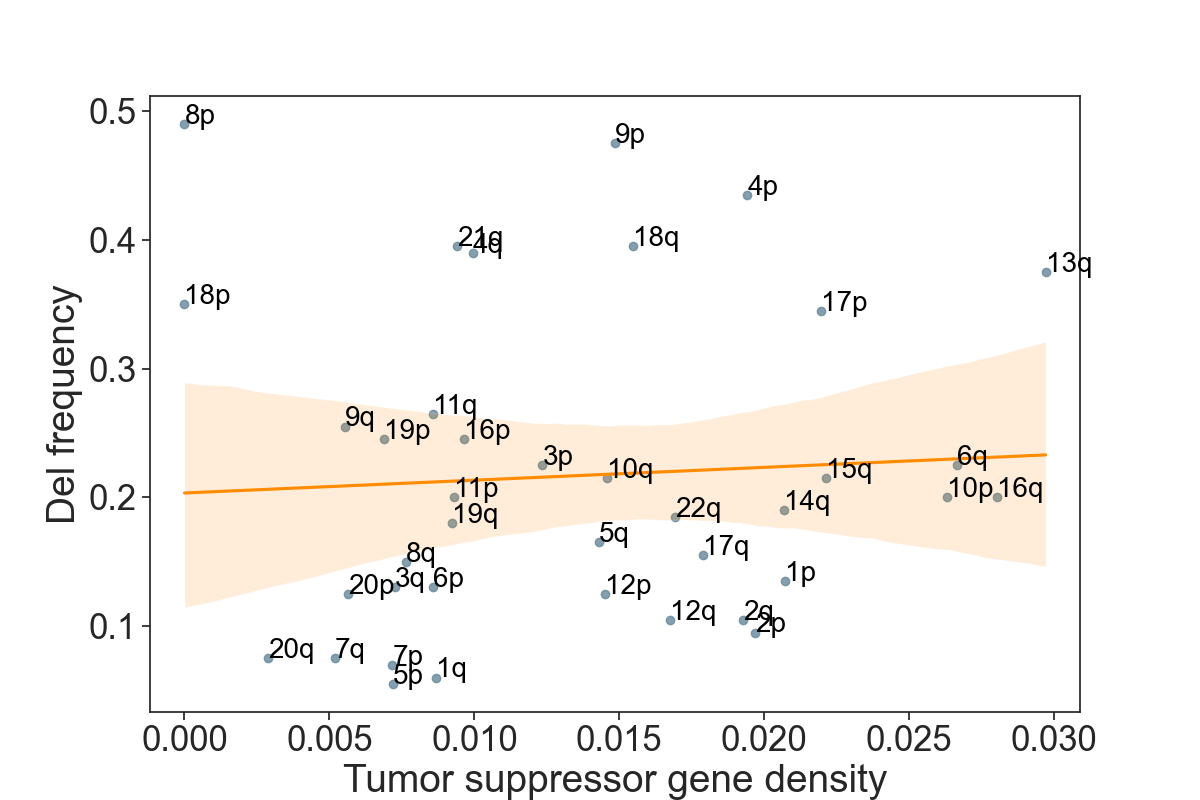 0.5
0.4
0.3
0.2
0.1
Del frequency
8p
9p
4p
21q
4q
18q
13q
18p
17p
9q
11q
19p
16p
3p
10q
15q
6q
11p
10p
16q
19q
22q
14q
5q
8q
17q
20p
3q
6p
12p
1p
12q
2q
2p
20q
7q
7p
5p
1q
0.000 0.005 0.010 0.015 0.020 0.025 0.030
Tumor suppressor gene density